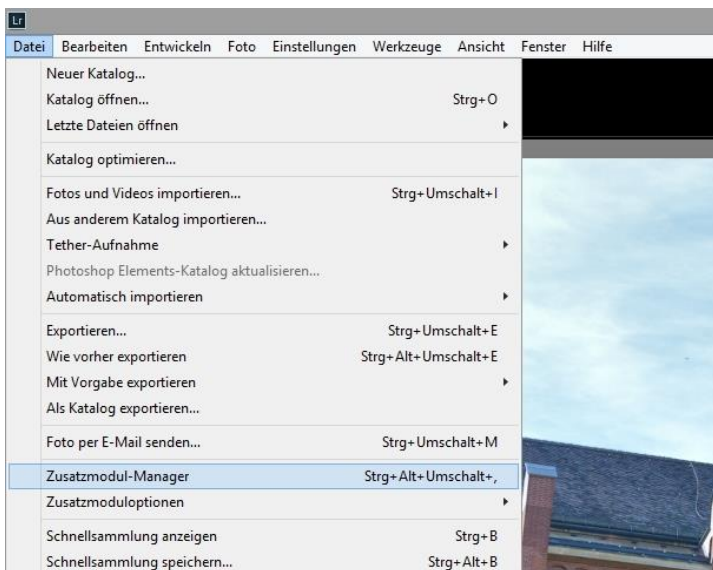 Lr
Datei Bearbeiten Entwickeln Foto Einstellungen Werkzeuge Ansicht Fenster Hilfe
Neuer Katalog...
Katalog öffnen... Strg+O
Letzte Dateien öffnen
Katalog optimieren...
Fotos und Videos importieren... Strg+Umschalt+I
Aus anderem Katalog importieren...
Tether-Aufnahme
Photoshop Elements-Katalog aktualisieren...
Automatisch importieren
Exportieren... Strg+Umschalt+E
Wie vorher exportieren Strg+Alt+Umschalt+E
Mit Vorgabe exportieren
Als Katalog exportieren...
Foto per E-Mail senden... Strg+Umschalt+M
Zusatzmodul-Manager Strg+Alt+Umschalt+,
Zusatzmoduloptionen
Schnellsammlung anzeigen Strg+B
Schnellsammlung speichern... Strg+Alt+B